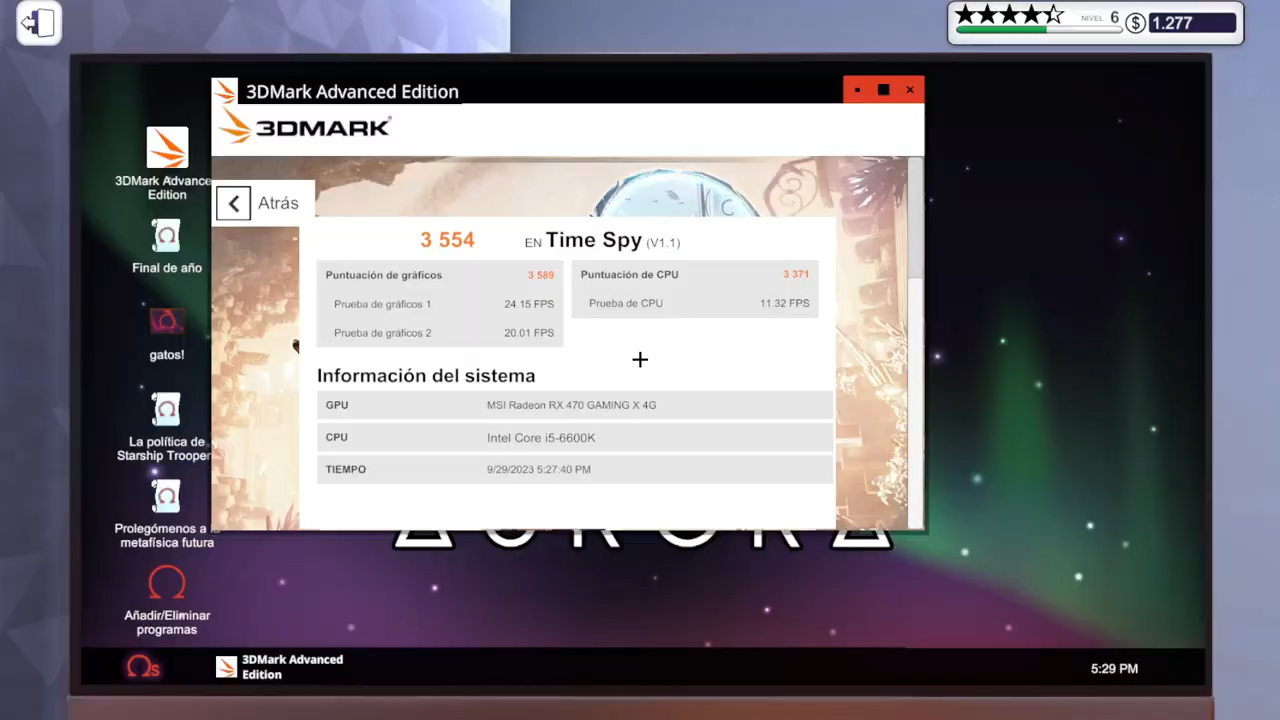 NIVEL 6 $ 1.277
3DMark Advanced Edition
3DMARK
Atrás
3 554 EN Time Spy (V1.1)
Puntuación de gráficos 3 589
Prueba de gráficos 1 24.15 FPS
Prueba de gráficos 2 20.01 FPS
Puntuación de CPU 3 371
Prueba de CPU 11.32 FPS
Información del sistema
GPU MSI Radeon RX 470 GAMING X 4G
CPU Intel Core i5-6600K
TIEMPO 9/29/2023 5:27:40 PM
3DMark Advance
Edition
Final de año
gatos!
La política de
Starship Trooper
Prolegómenos a l
metafísica futura
Añadir/Eliminar
programas
Ωs
3DMark Advanced
Edition
5:29 PM